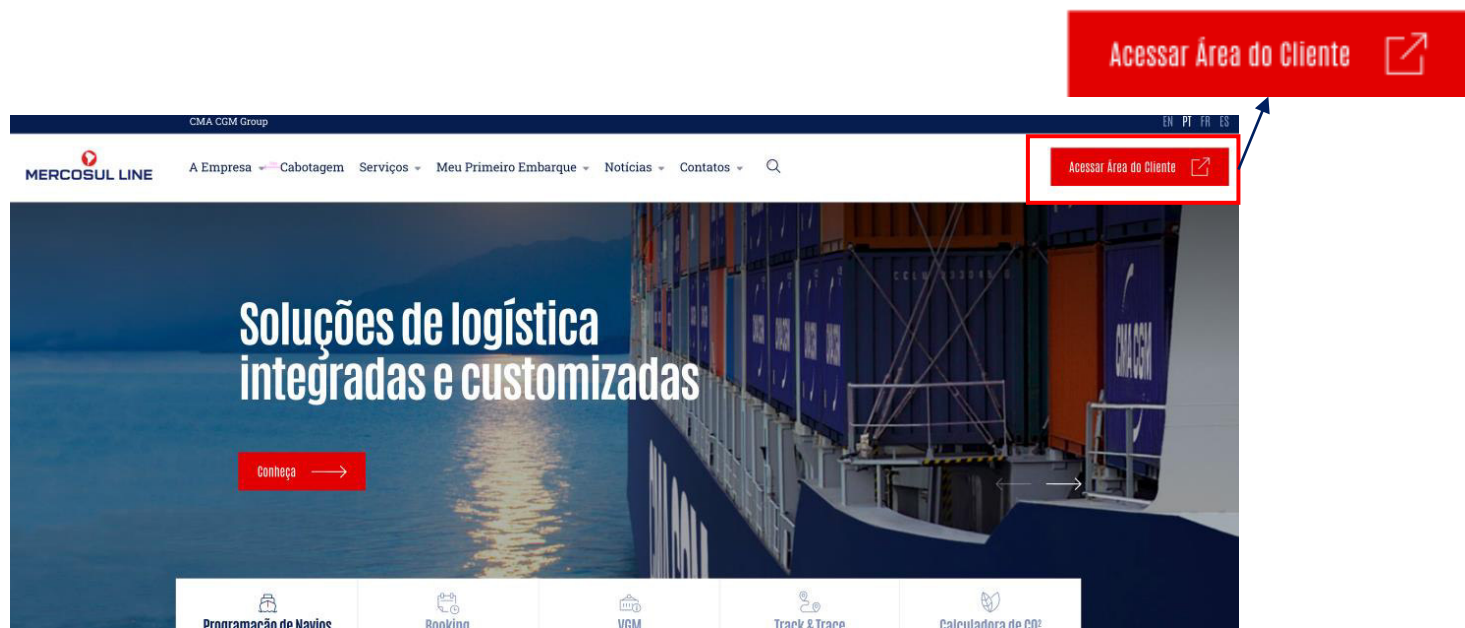 Acessar Área do Cliente
CMA CGM Group
EN PT FR ES
MERCOSUL LINE
A Empresa
Cabotagem
Serviços
Meu Primeiro Embarque
Notícias
Contatos
Acessar Área do Cliente
Soluções de logística
integradas e customizadas
Conheça
CMA CGM
CMA CGM
Programação de Navios
Booking
VGM
Track & Trace
Calculadora de CO²